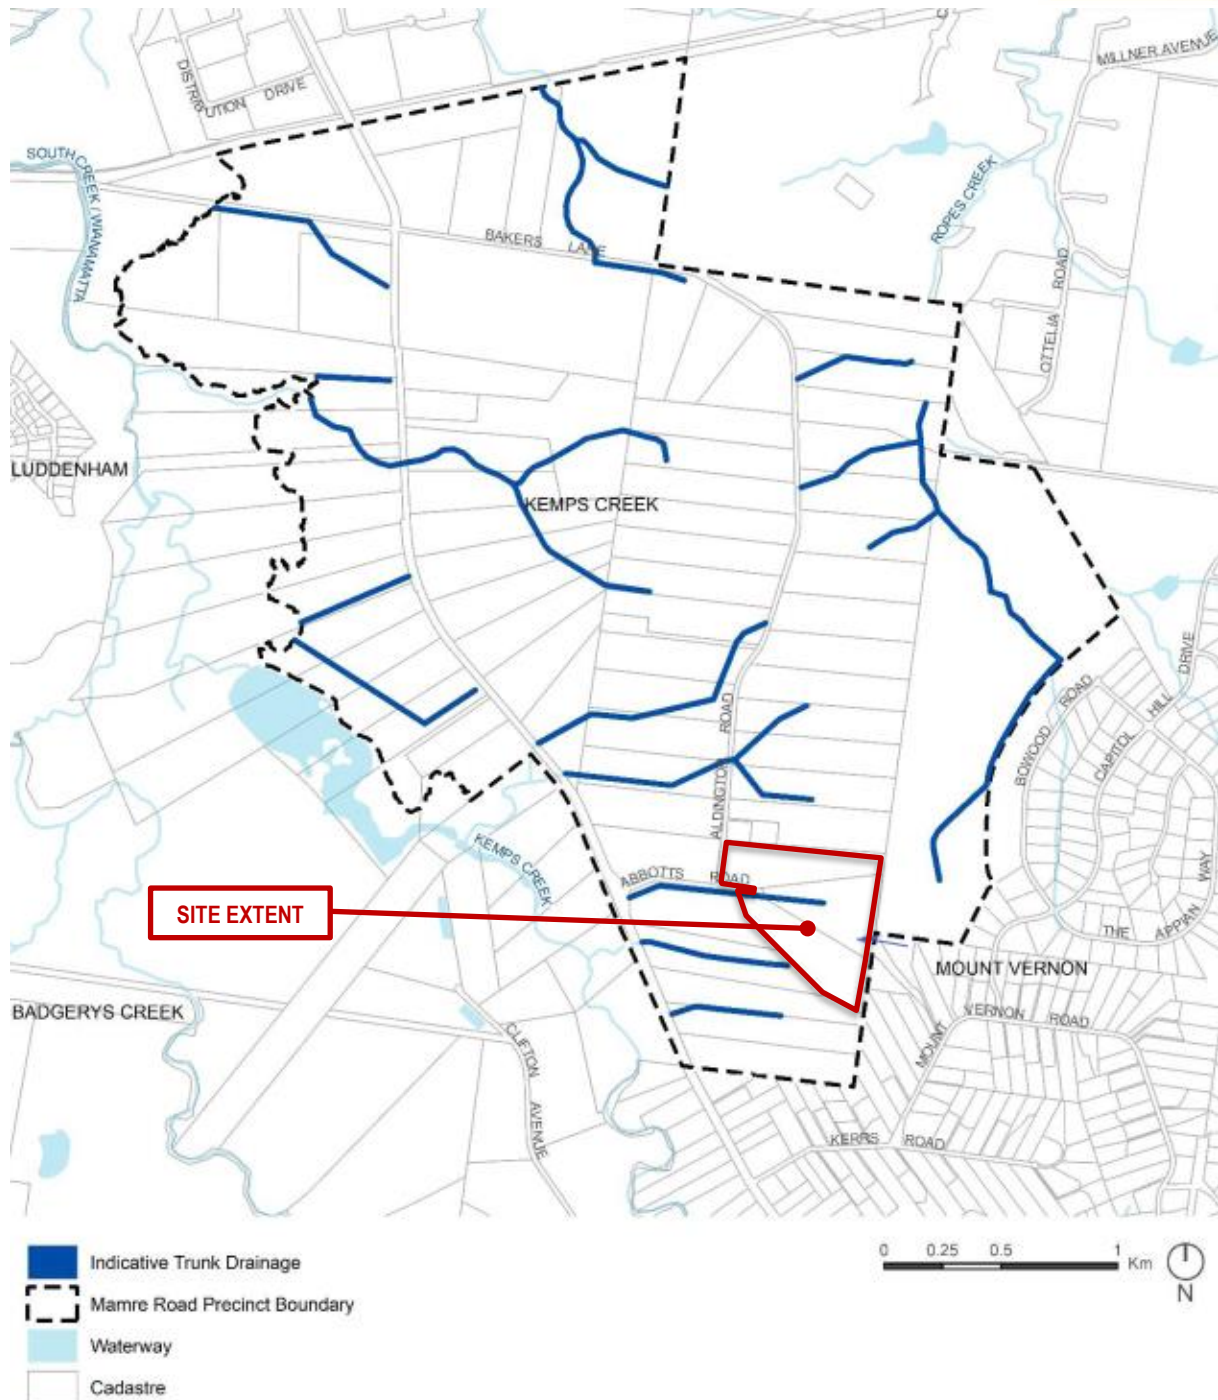 DISTRIB
UTION DRIVE
MILLNER AVENUE
SOUTH CREEK / WIANAMATTA
ROPES CREEK
BAKERS LANE
OTTELIA ROAD
LUDDENHAM
KEMPS CREEK
ALDINGTON ROAD
BOWOOD ROAD
CAPITOL HILL DRIVE
KEMPS CREEK
ABBOTTS ROAD
SITE EXTENT
THE APPIAN WAY
MOUNT VERNON
BADGERYS CREEK
CLIFTON AVENUE
MOUNT VERNON ROAD
KERRS ROAD
Indicative Trunk Drainage
Mamre Road Precinct Boundary
Waterway
Cadastre
0 0.25 0.5 1 Km
N